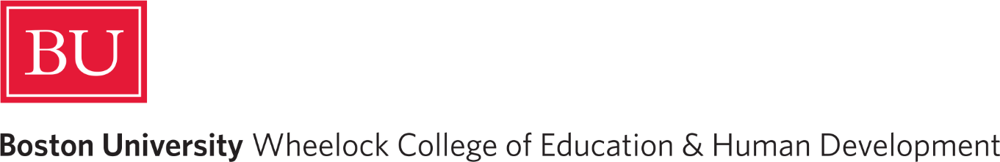 BU
Boston University Wheelock College of Education & Human Development